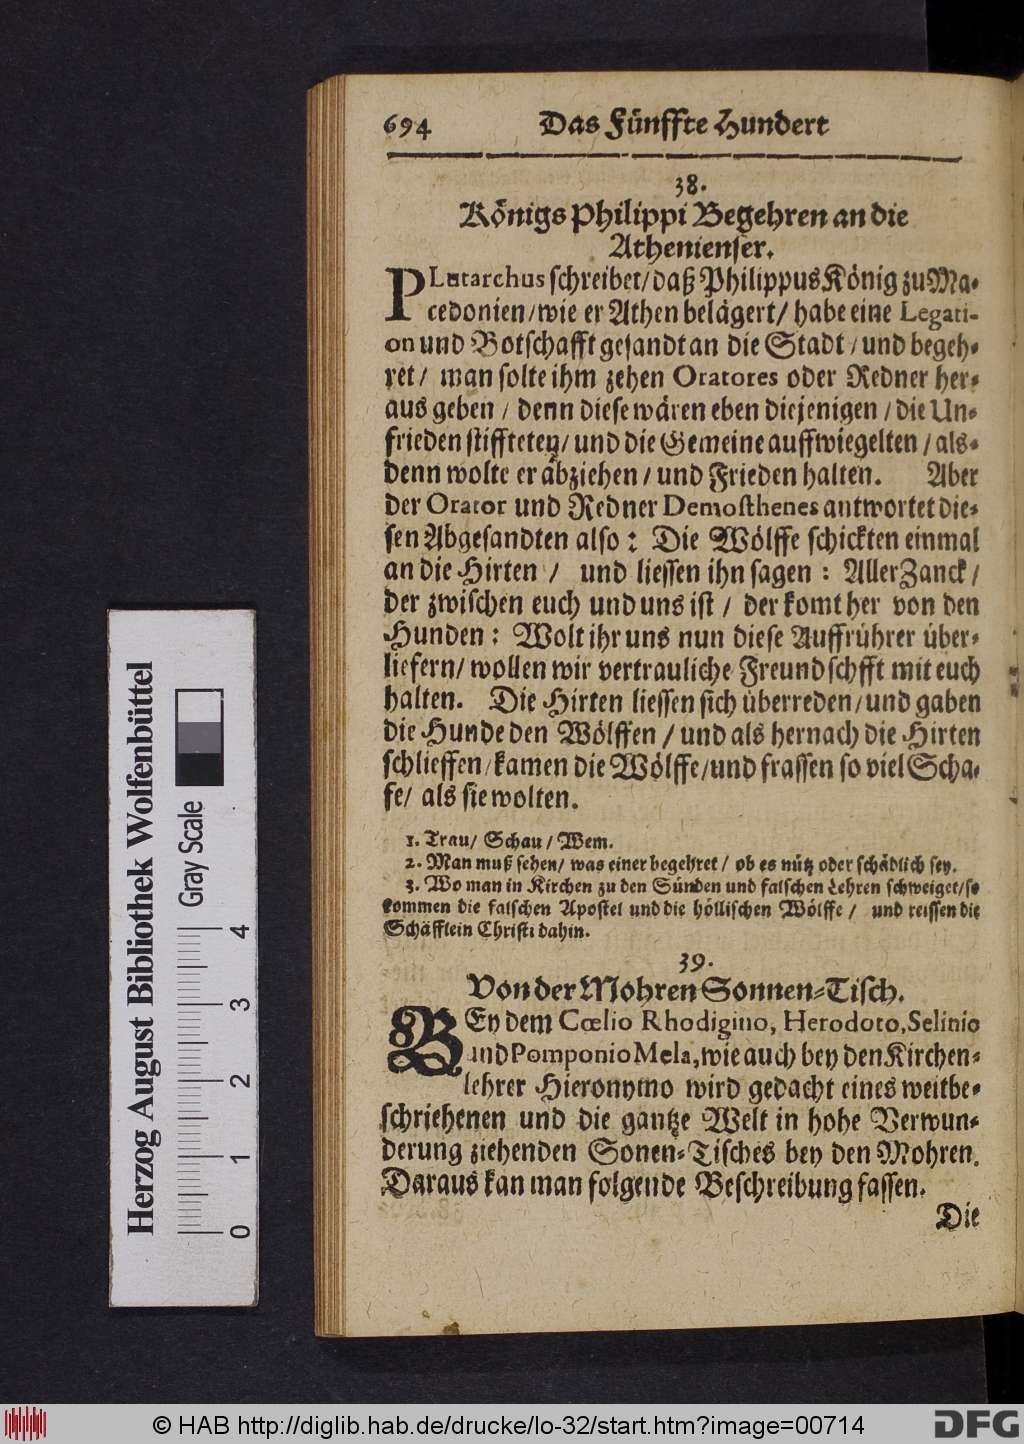 694 Das Fünffte Hundert
38.
Königs Philippi Begehren an die
Athenienser.
PLutarchus schreibet/ daß Philippus König zu Ma-
cedonien/ wie er Athen belägert/ habe eine Legati-
on und Botschafft gesandt an die Stadt/ und begeh-
ret/ man solte ihm zehen Oratores oder Redner her-
aus geben/ denn diese wären eben diejenigen/ die Un-
frieden stiffteten/ und die Gemeine auffwiegelten/ als-
denn wolte er abziehen/ und Frieden halten. Aber
der Orator und Redner Demosthenes antwortet die-
sen Abgesandten also: Die Wölffe schickten einmal
an die Hirten/ und liessen ihn sagen: Aller Zanck/
der zwischen euch und uns ist/ der komt her von den
Hunden: Wolt ihr uns nun diese Auffrührer über-
liefern/ wollen wir vertrauliche Freundschfft mit euch
halten. Die Hirten liessen sich überreden/ und gaben
die Hunde den Wölffen/ und als hernach die Hirten
schlieffen/ kamen die Wölffe/ und frassen so viel Scha-
fe/ als sie wolten.
1. Trau/ Schau/ Wem.
2. Man muß sehen/ was einer begehret/ ob es nütz oder schädlich sey.
3. Wo man in Kirchen zu den Sünden und falschen Lehren schweiget/ so
kommen die falschen Apostel und die höllischen Wölffe/ und reissen die
Schäfflein Christi dahin.
39.
Von der Mohren Sonnen-Tisch.
BEy dem Cœlio Rhodigino, Herodoto, Selinio
und Pomponio Mela, wie auch bey den Kirchen-
lehrer Hieronymo wird gedacht eines weitbe-
schriehenen und die gantze Welt in hohe Verwun-
derung ziehenden Sonen-Tisches bey den Mohren.
Daraus kan man folgende Beschreibung fassen.
Die
Herzog August Bibliothek Wolfenbüttel
Gray Scale
0 1 2 3 4
© HAB http://diglib.hab.de/drucke/lo-32/start.htm?image=00714
DFG